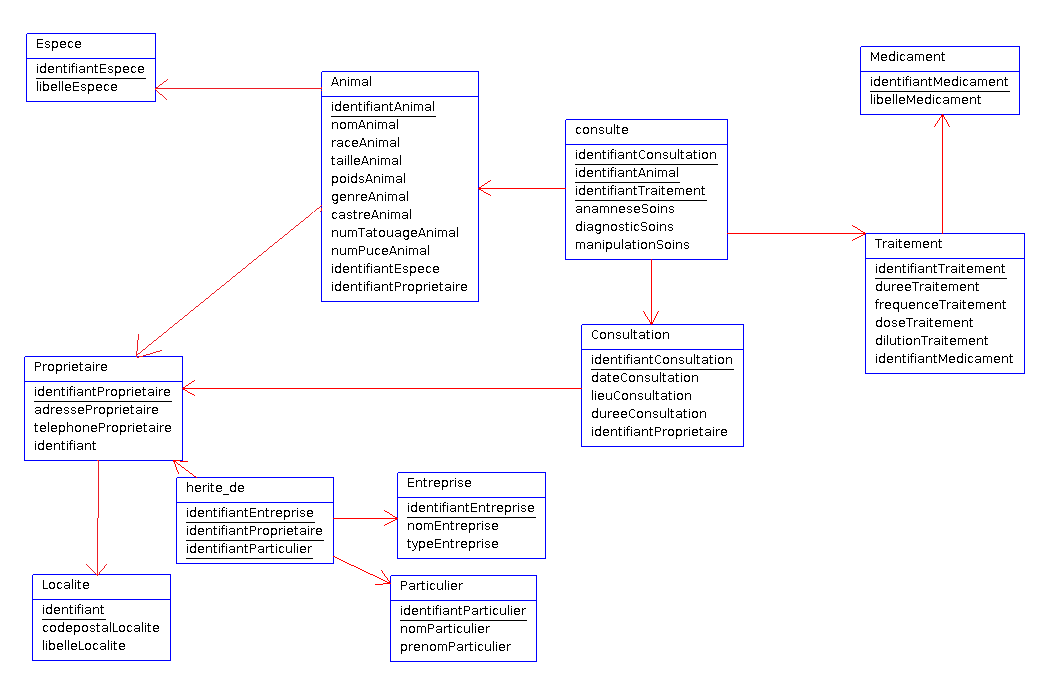 Espece
identifiantEspece
libelleEspece
Animal
identifiantAnimal
nomAnimal
raceAnimal
tailleAnimal
poidsAnimal
genreAnimal
castreAnimal
numTatouageAnimal
numPuceAnimal
identifiantEspece
identifiantProprietaire
consulte
identifiantConsultation
identifiantAnimal
identifiantTraitement
anamneseSoins
diagnosticSoins
manipulationSoins
Medicament
identifiantMedicament
libelleMedicament
Traitement
identifiantTraitement
dureeTraitement
frequenceTraitement
doseTraitement
dilutionTraitement
identifiantMedicament
Consultation
identifiantConsultation
dateConsultation
lieuConsultation
dureeConsultation
identifiantProprietaire
Proprietaire
identifiantProprietaire
adresseProprietaire
telephoneProprietaire
identifiant
herite_de
identifiantEntreprise
identifiantProprietaire
identifiantParticulier
Entreprise
identifiantEntreprise
nomEntreprise
typeEntreprise
Localite
identifiant
codepostalLocalite
libelleLocalite
Particulier
identifiantParticulier
nomParticulier
prenomParticulier